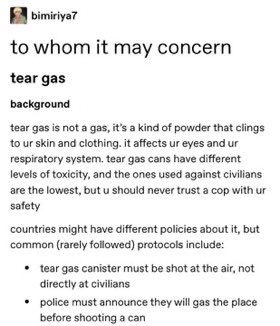 bimiriya7
to whom it may concern
tear gas
background
tear gas is not a gas, it's a kind of powder that clings
to ur skin and clothing. it affects ur eyes and ur
respiratory system. tear gas cans have different
levels of toxicity, and the ones used against civilians
are the lowest, but u should never trust a cop with ur
safety
countries might have different policies about it, but
common (rarely followed) protocols include:
• tear gas canister must be shot at the air, not
directly at civilians
• police must announce they will gas the place
before shooting a can